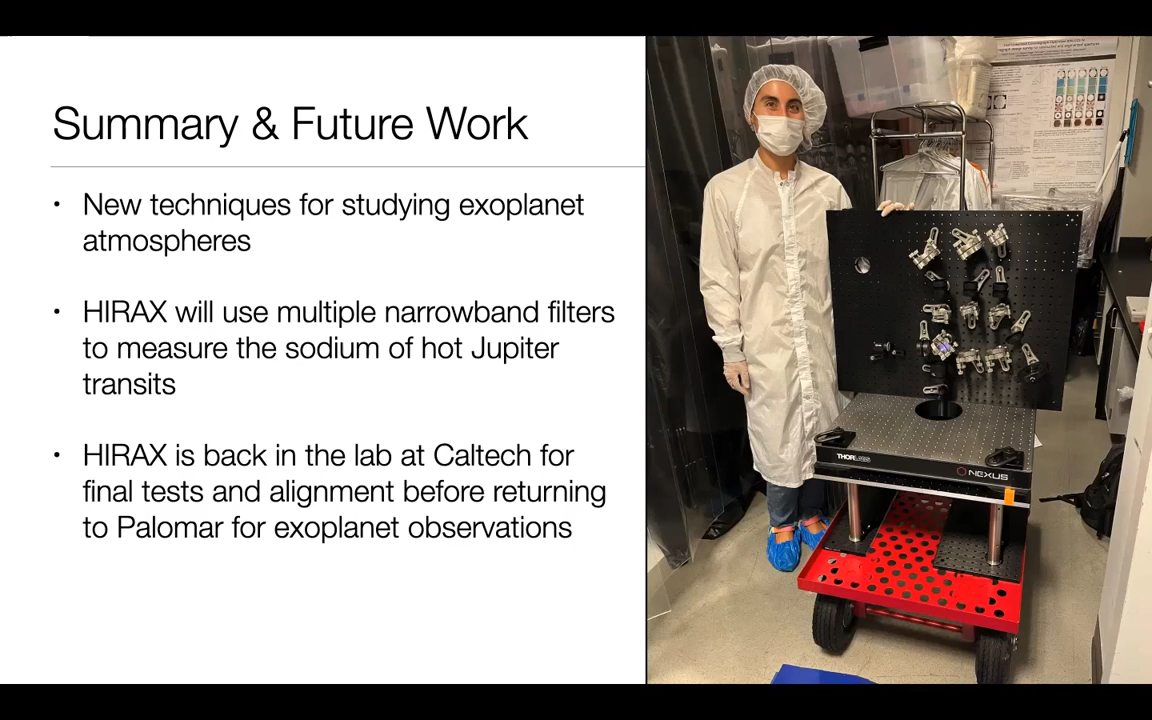 Summary & Future Work
• New techniques for studying exoplanet
atmospheres
• HIRAX will use multiple narrowband filters
to measure the sodium of hot Jupiter
transits
• HIRAX is back in the lab at Caltech for
final tests and alignment before returning
to Palomar for exoplanet observations
THORLABS
NEXUS